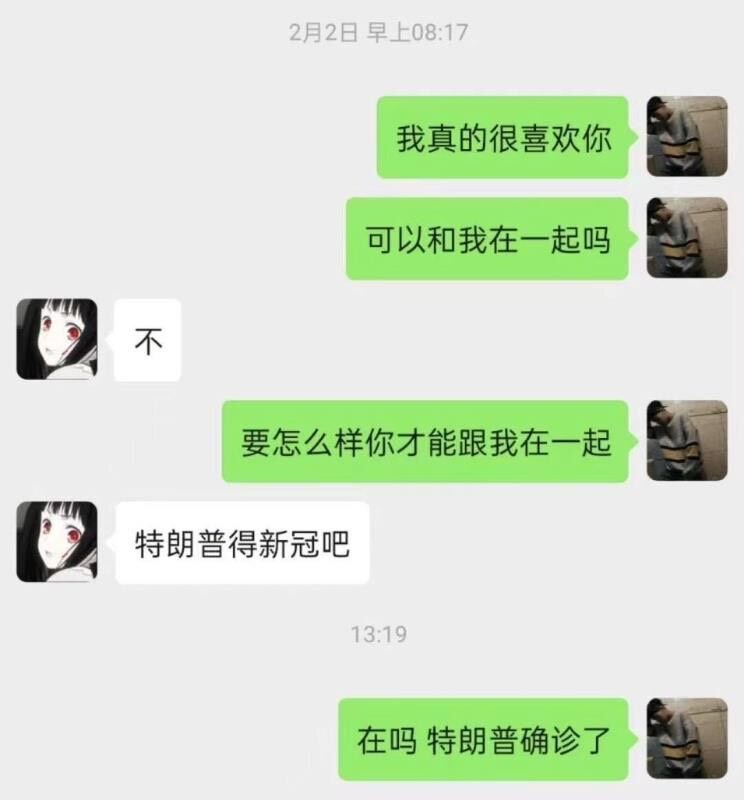 2月2日 早上08:17
我真的很喜欢你
可以和我在一起吗
不
要怎么样你才能跟我在一起
特朗普得新冠吧
13:19
在吗 特朗普确诊了